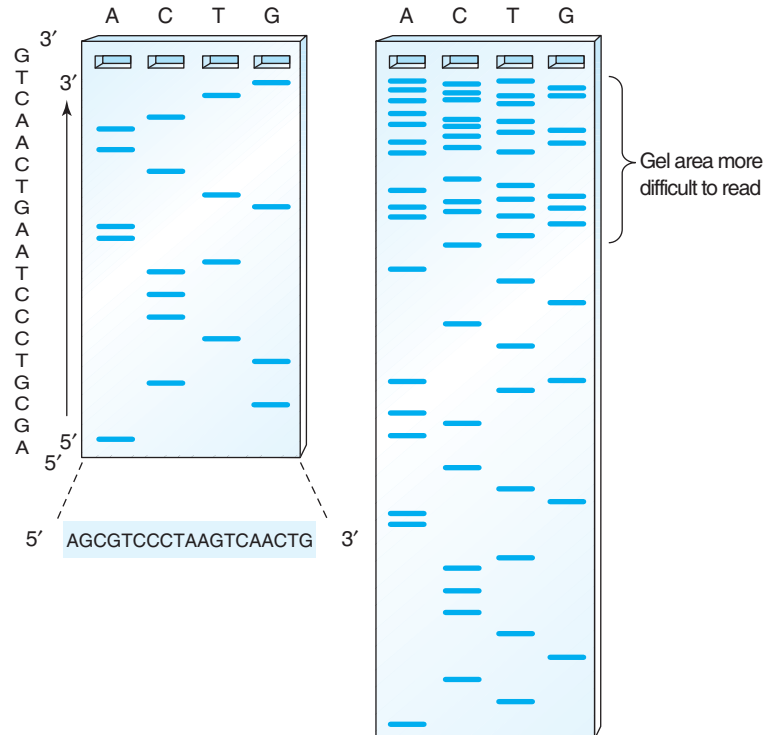 A C T G
A C T G
3′
G
T
C
A
A
C
T
G
A
A
T
C
C
C
T
G
C
G
A
5′
3′
5′
Gel area more
difficult to read
5′ AGCGTCCCTAAGTCAACTG 3′